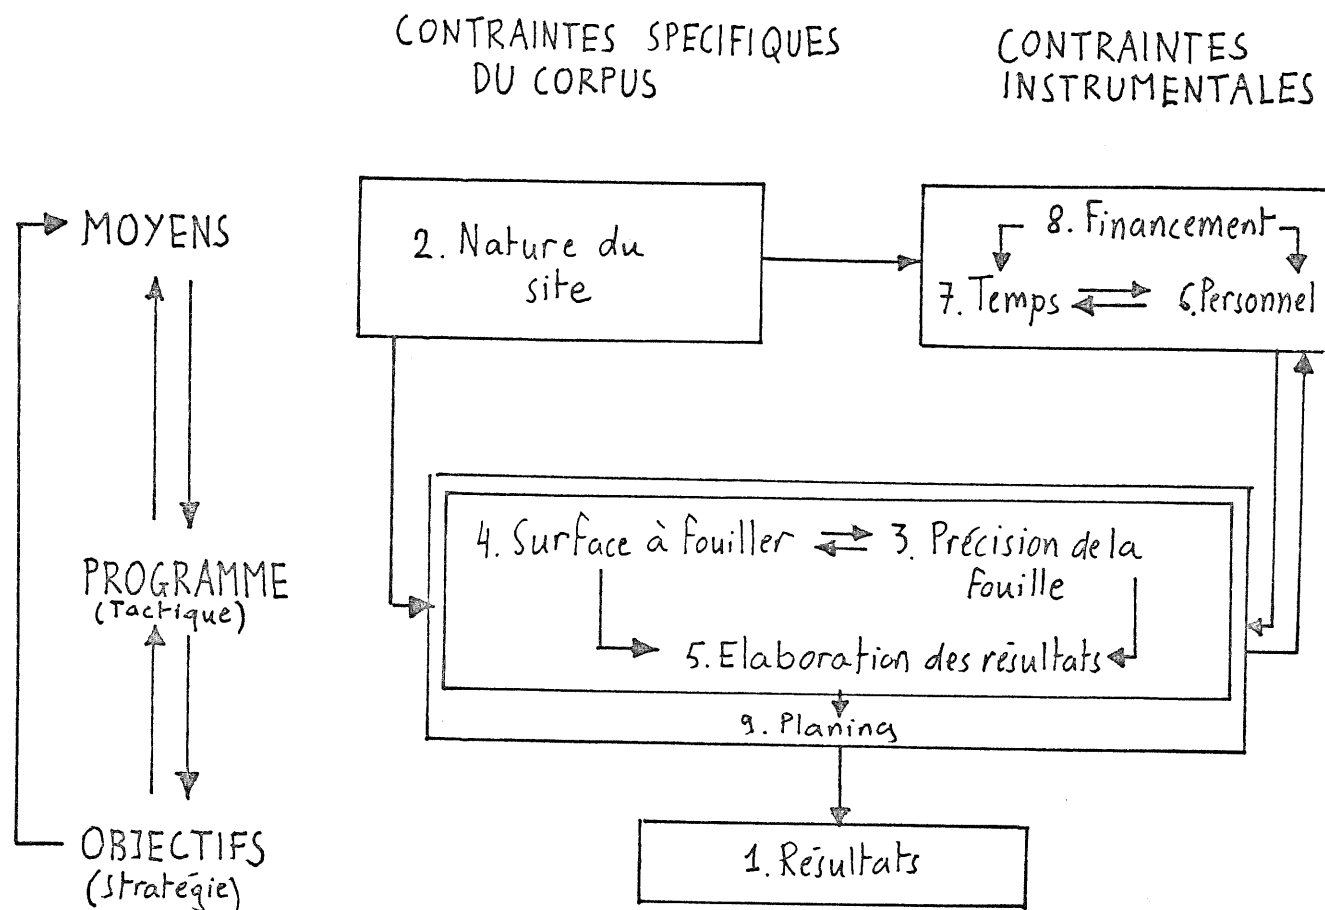 CONTRAINTES SPECIFIQUES
DU CORPUS
CONTRAINTES
INSTRUMENTALES
MOYENS
2. Nature du
site
8. Financement
7. Temps
6. Personnel
PROGRAMME
(Tactique)
4. Surface à fouiller
3. Précision de la
fouille
5. Elaboration des résultats
9. Planing
OBJECTIFS
(Stratégie)
1. Résultats